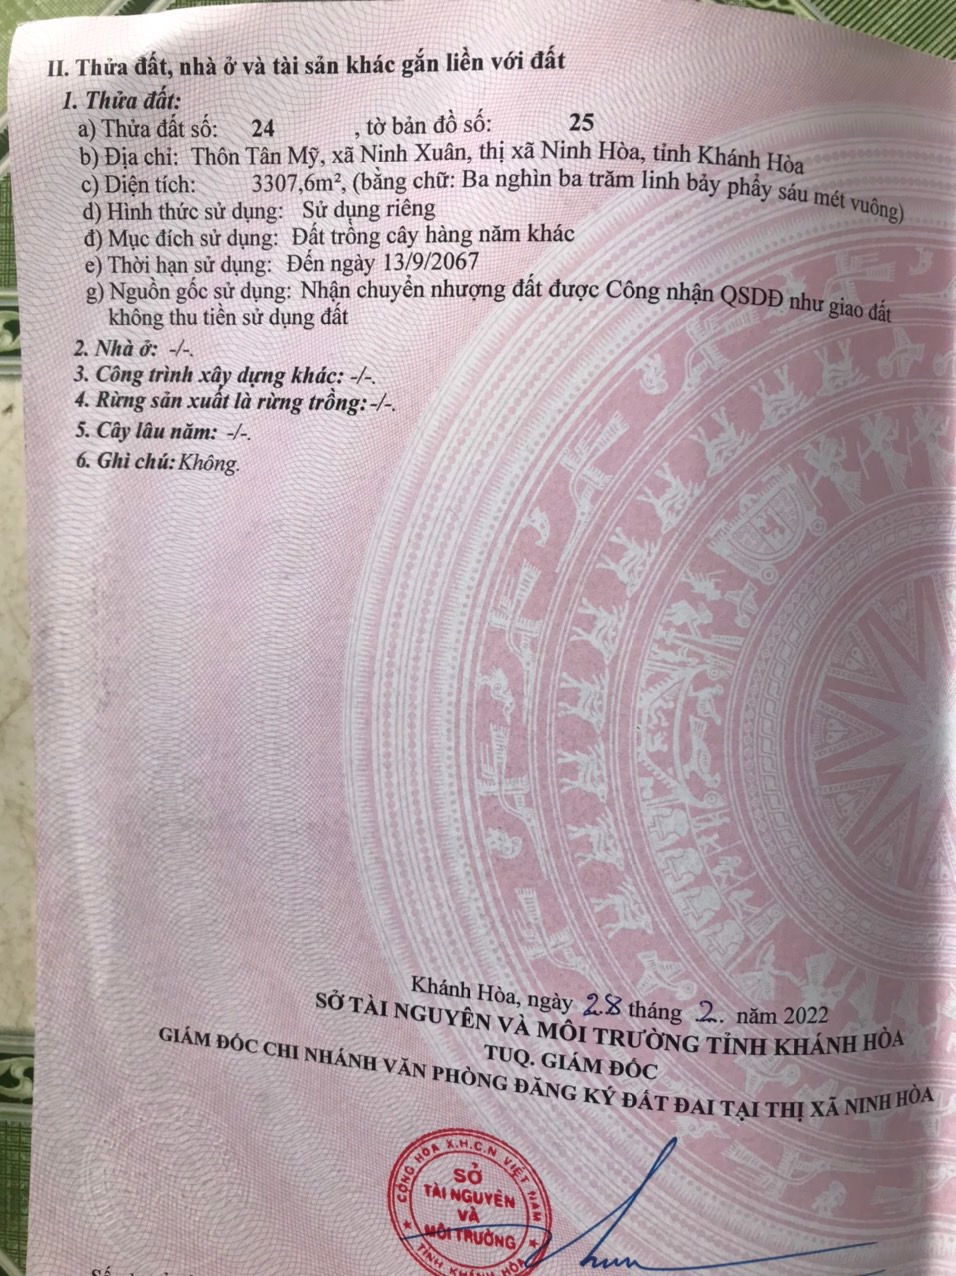 II. Thửa đất, nhà ở và tài sản khác gắn liền với đất
1. Thửa đất:
a) Thửa đất số: 24 , tờ bản đồ số: 25
b) Địa chỉ: Thôn Tân Mỹ, xã Ninh Xuân, thị xã Ninh Hòa, tỉnh Khánh Hòa
c) Diện tích: 3307,6m², (bằng chữ: Ba nghìn ba trăm linh bảy phẩy sáu mét vuông)
d) Hình thức sử dụng: Sử dụng riêng
đ) Mục đích sử dụng: Đất trồng cây hàng năm khác
e) Thời hạn sử dụng: Đến ngày 13/9/2067
g) Nguồn gốc sử dụng: Nhận chuyển nhượng đất được Công nhận QSDĐ như giao đất
không thu tiền sử dụng đất
2. Nhà ở: -/-.
3. Công trình xây dựng khác: -/-.
4. Rừng sản xuất là rừng trồng: -/-.
5. Cây lâu năm: -/-.
6. Ghi chú: Không.
Khánh Hòa, ngày 28 tháng 2. năm 2022
SỞ TÀI NGUYÊN VÀ MÔI TRƯỜNG TỈNH KHÁNH HÒA
TUQ. GIÁM ĐỐC
GIÁM ĐỐC CHI NHÁNH VĂN PHÒNG ĐĂNG KÝ ĐẤT ĐAI TẠI THỊ XÃ NINH HÒA
CỘNG HÒA X.H.C.N VIỆT NAM
SỞ
TÀI NGUYÊN
VÀ
MÔI TRƯỜNG
TỈNH KHÁNH HÒA
Số